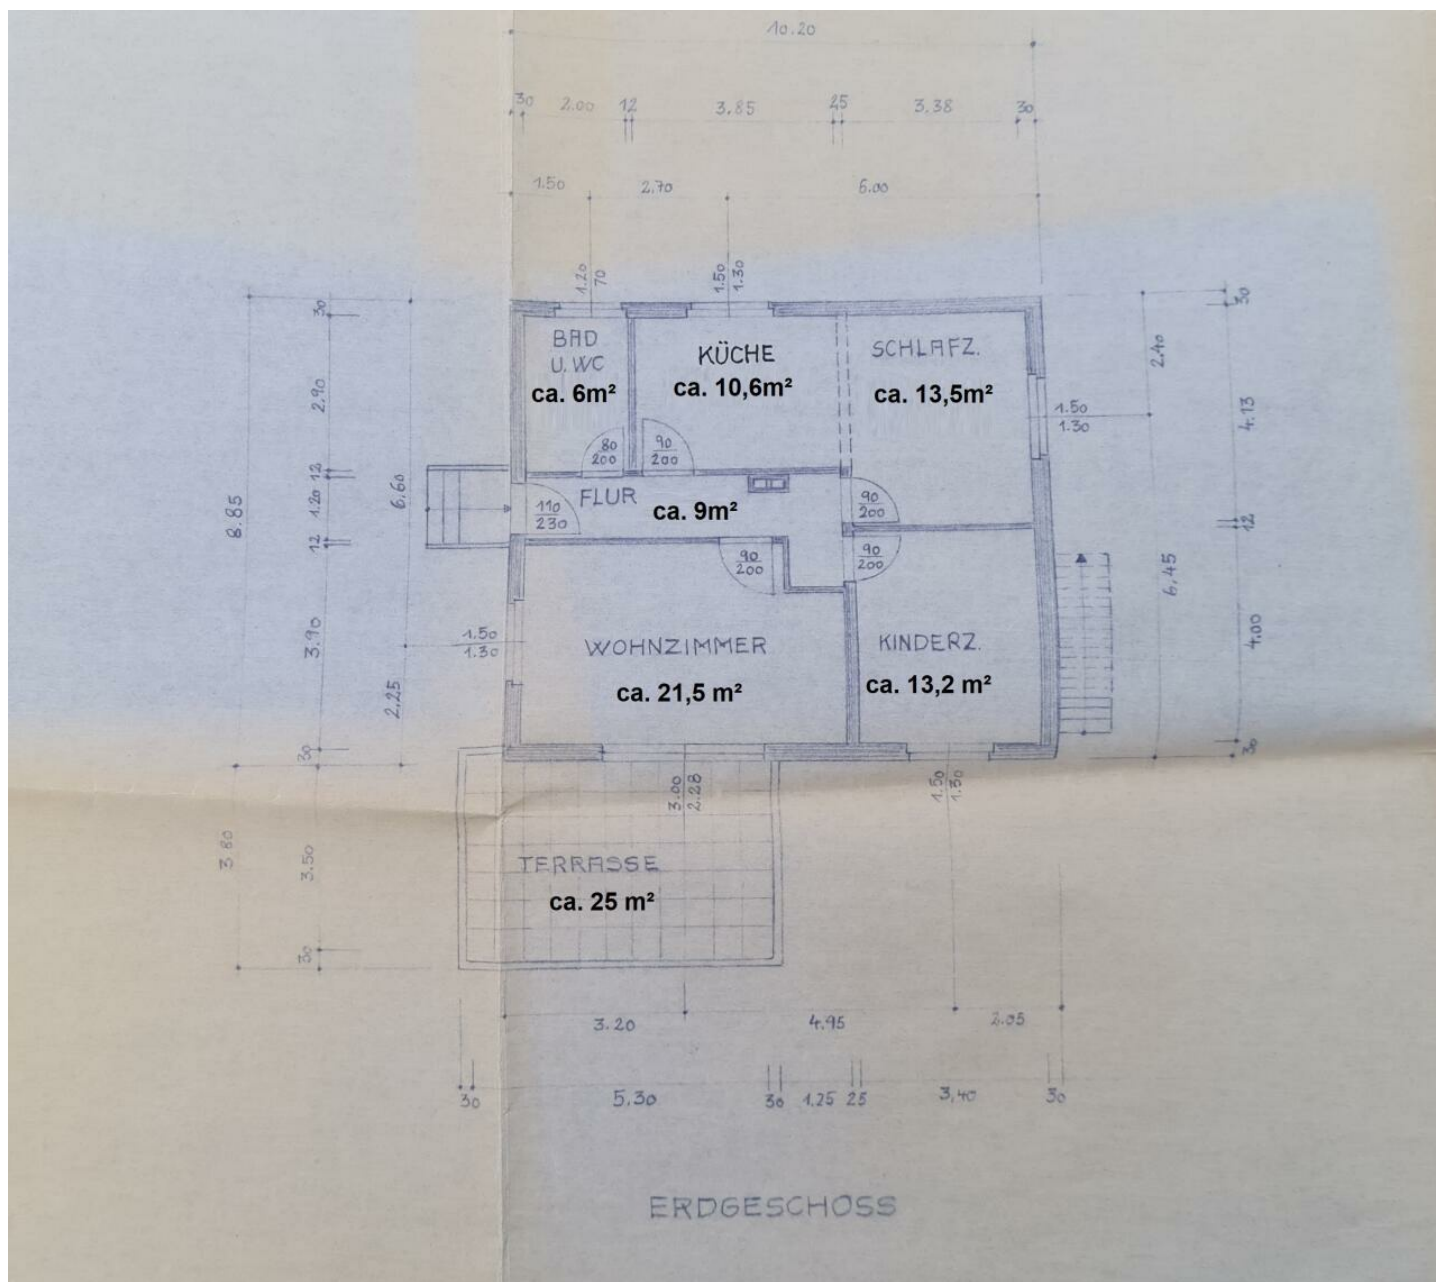 10.20
30 2.00 12 3.85 25 3.38 30
1.50 2.70 6.00
1.20
70
1.50
1.30
BAD
U. WC
ca. 6m²
KÜCHE
ca. 10,6m²
SCHLAFZ.
ca. 13,5m²
80
200
90
200
FLUR
ca. 9m²
110
230
90
200
90
200
90
200
WOHNZIMMER
ca. 21,5 m²
KINDERZ.
ca. 13,2 m²
8.85
30
2.90
12
1.20
12
3.90
30
6.60
2.25
1.50
1.30
1.50
1.30
2.40
6,45
30
4.13
12
4.00
30
3.00
2.28
1.50
1.30
TERRASSE
ca. 25 m²
3.80
3.50
30
3.20 4.95 2.05
30 5.30 30 1.25 25 3,40 30
ERDGESCHOSS